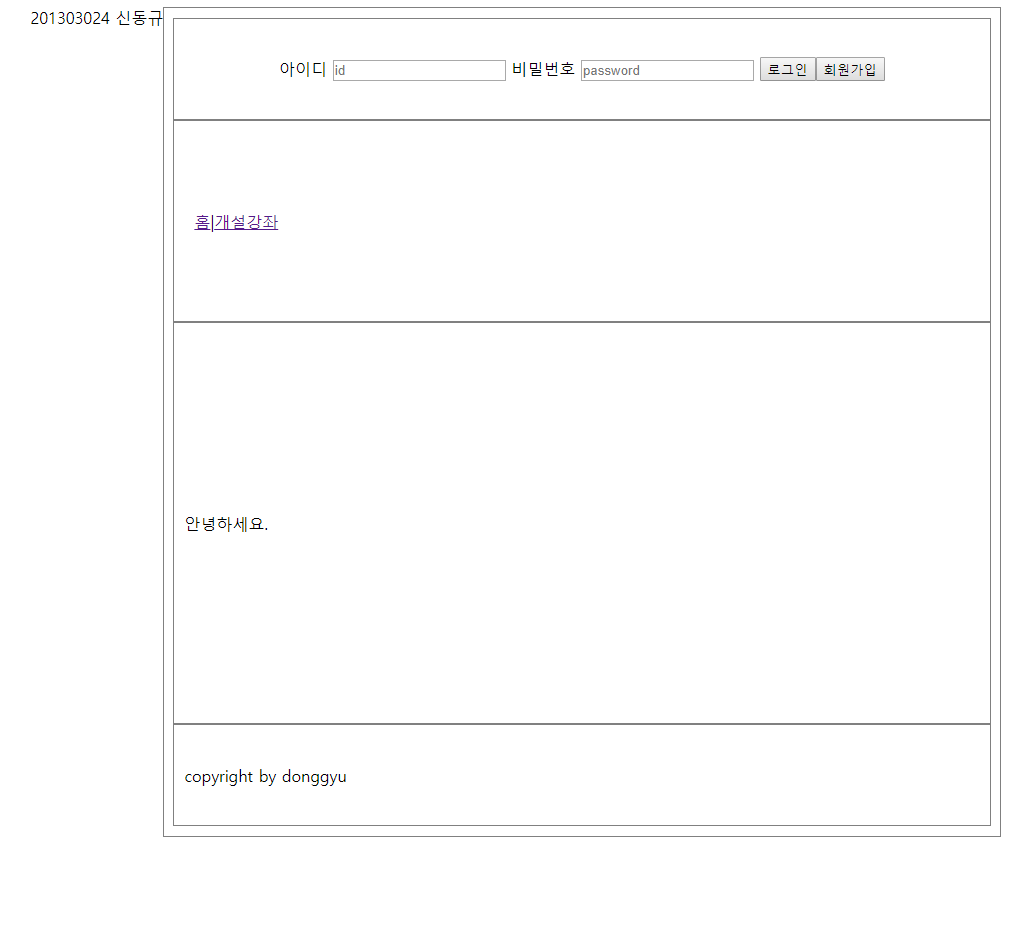 201303024 신동규
아이디 id 비밀번호 password 로그인 회원가입
홈|개설강좌
안녕하세요.
copyright by donggyu